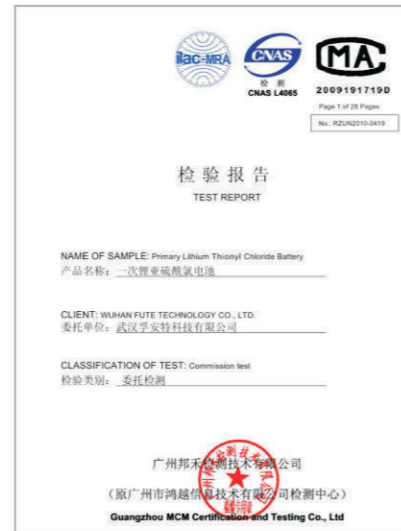 ilac-MRA
CNAS
检 测
CNAS L4065
MA
2009191719D
Page 1 of 28 Pages
No.: RZUN2010-0419
检 验 报 告
TEST REPORT
NAME OF SAMPLE: Primary Lithium Thionyl Chloride Battery
产品名称: 一次锂亚硫酸氯电池
CLIENT: WUHAN FUTE TECHNOLOGY CO., LTD.
委托单位: 武汉孚安特科技有限公司
CLASSIFICATION OF TEST: Commission test
检验类别: 委托检测
广州邦禾检测技术有限公司
（原广州市鸿越信息技术有限公司检测中心）
Guangzhou MCM Certification and Testing Co., Ltd